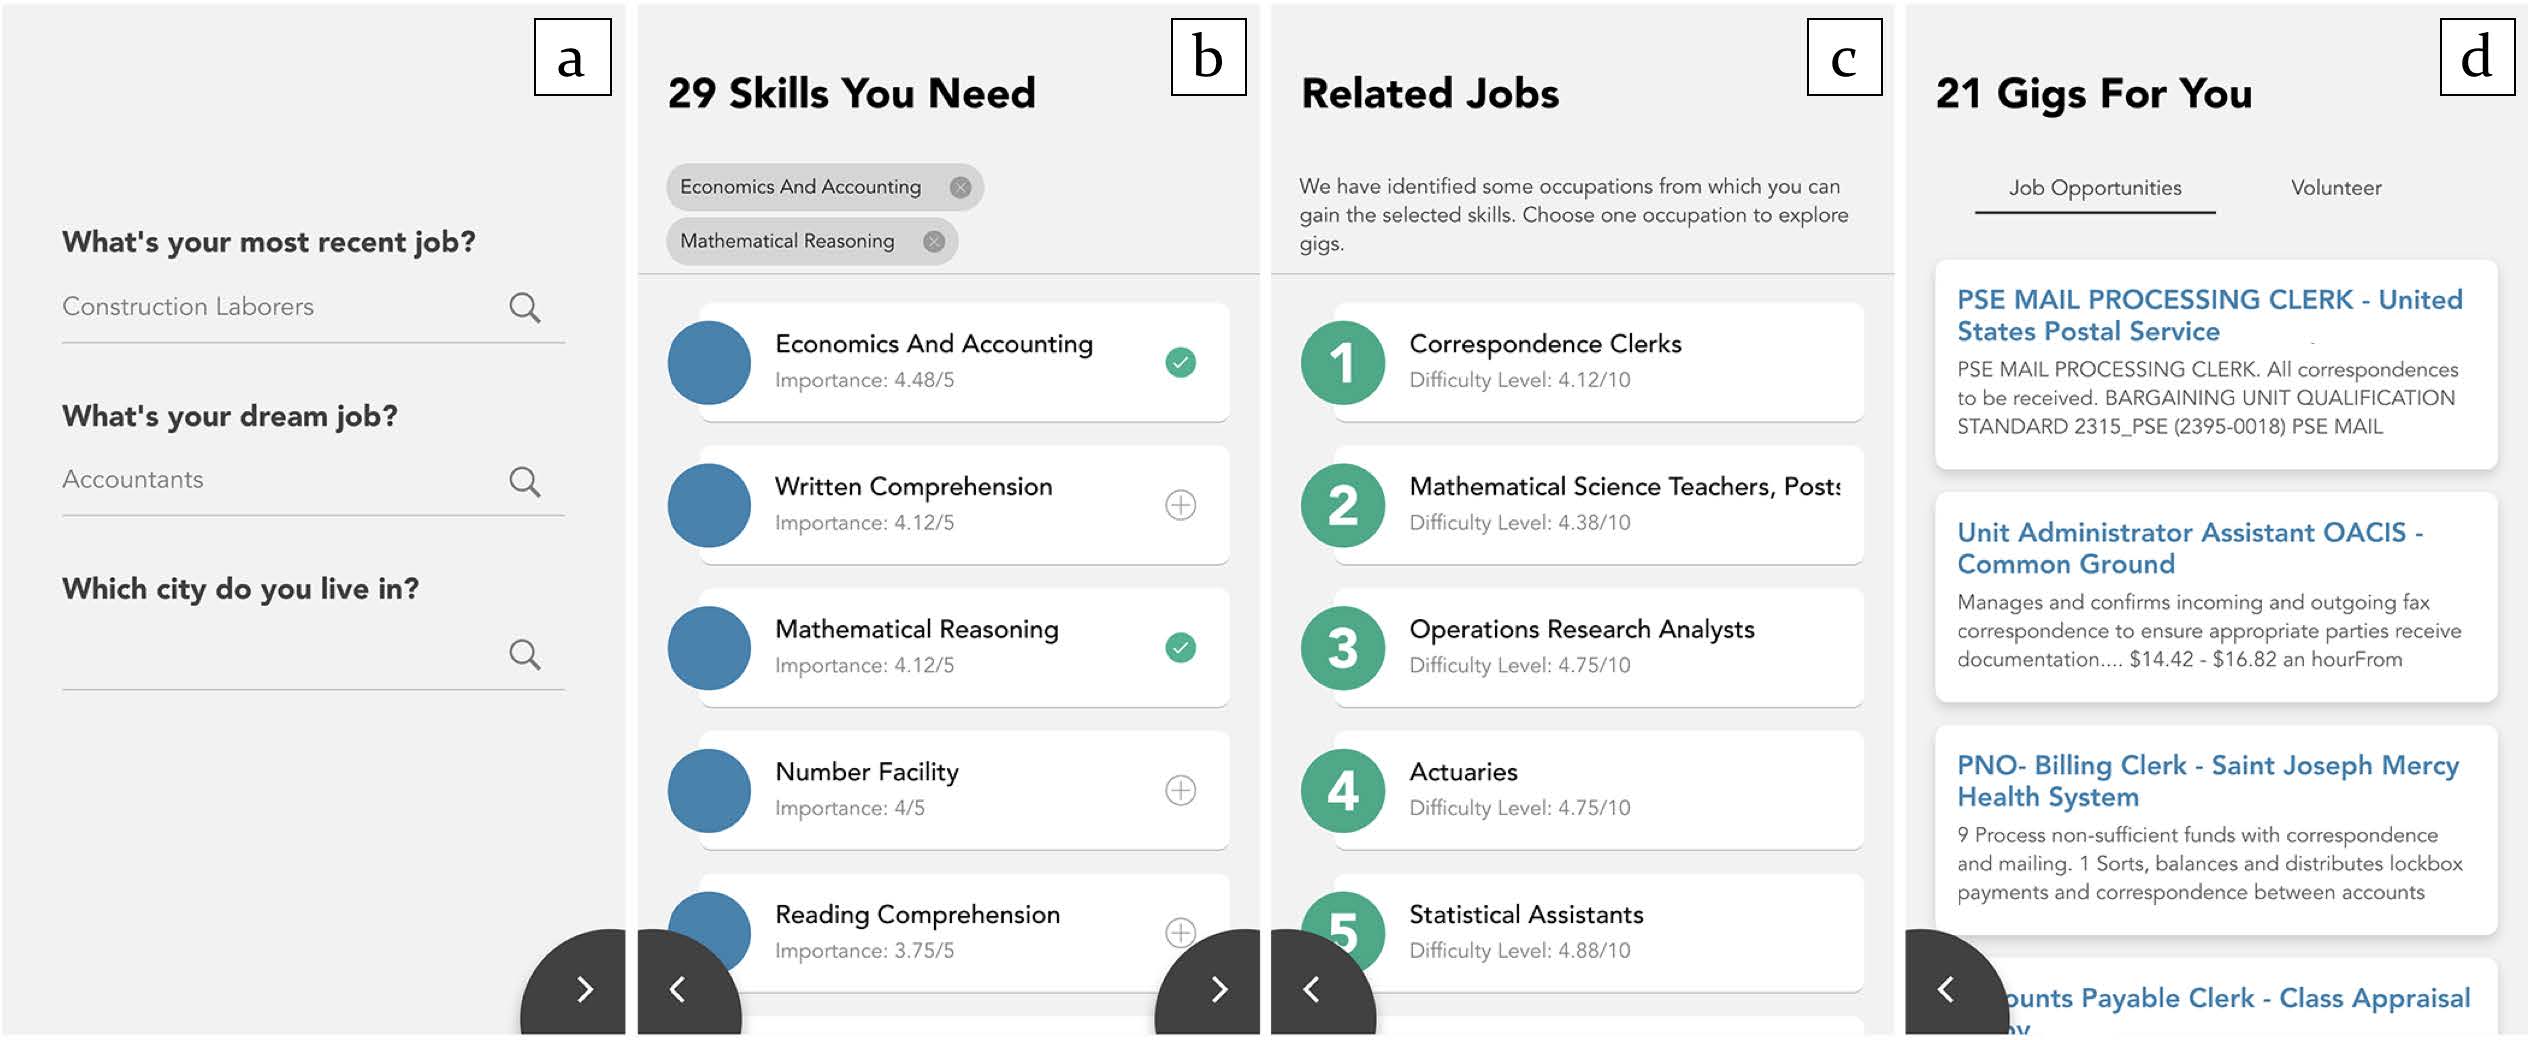 a
What's your most recent job?
Construction Laborers
What's your dream job?
Accountants
Which city do you live in?
b
29 Skills You Need
Economics And Accounting
Mathematical Reasoning
Economics And Accounting
Importance: 4.48/5
Written Comprehension
Importance: 4.12/5
Mathematical Reasoning
Importance: 4.12/5
Number Facility
Importance: 4/5
Reading Comprehension
Importance: 3.75/5
c
Related Jobs
We have identified some occupations from which you can
gain the selected skills. Choose one occupation to explore
gigs.
1
Correspondence Clerks
Difficulty Level: 4.12/10
2
Mathematical Science Teachers, Posts
Difficulty Level: 4.38/10
3
Operations Research Analysts
Difficulty Level: 4.75/10
4
Actuaries
Difficulty Level: 4.75/10
5
Statistical Assistants
Difficulty Level: 4.88/10
d
21 Gigs For You
Job Opportunities
Volunteer
PSE MAIL PROCESSING CLERK - United
States Postal Service
PSE MAIL PROCESSING CLERK. All correspondences
to be received. BARGAINING UNIT QUALIFICATION
STANDARD 2315_PSE (2395-0018) PSE MAIL
Unit Administrator Assistant OACIS -
Common Ground
Manages and confirms incoming and outgoing fax
correspondence to ensure appropriate parties receive
documentation.... $14.42 - $16.82 an hourFrom
PNO- Billing Clerk - Saint Joseph Mercy
Health System
9 Process non-sufficient funds with correspondence
and mailing. 1 Sorts, balances and distributes lockbox
payments and correspondence between accounts
ounts Payable Clerk - Class Appraisal